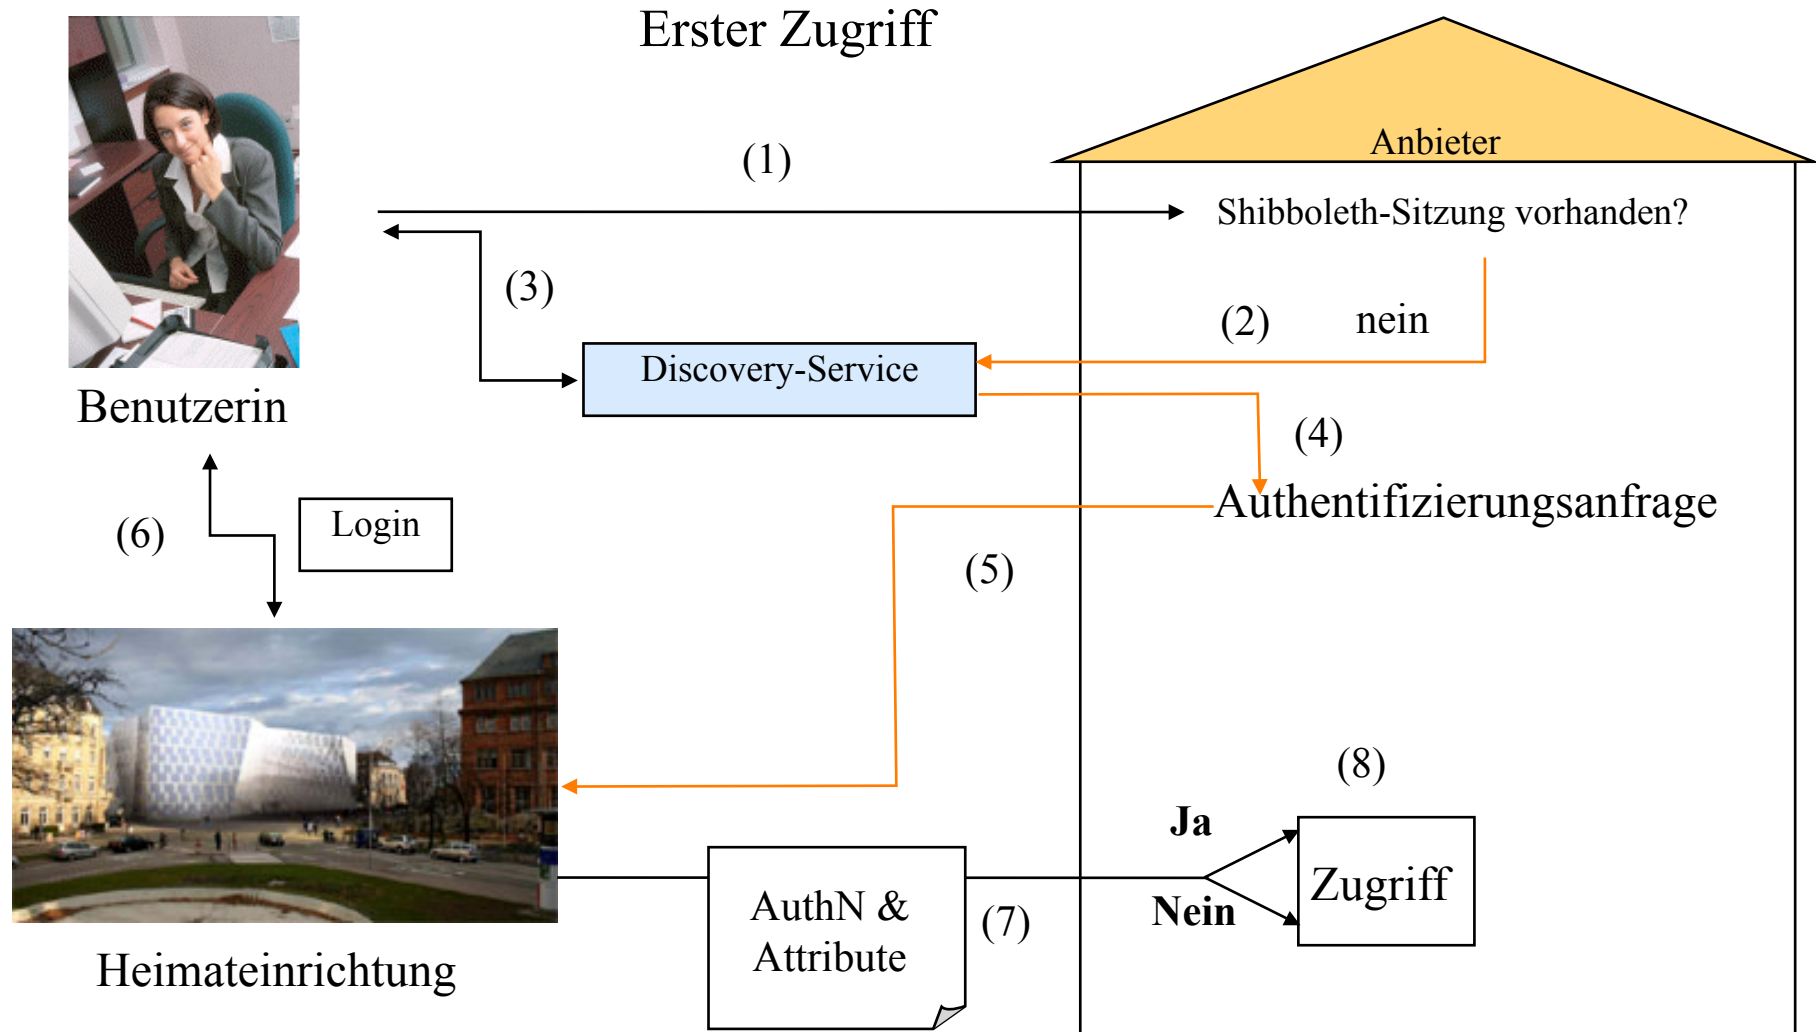 Erster Zugriff
Anbieter
(1)
Shibboleth-Sitzung vorhanden?
(3)
(2)
nein
Discovery-Service
Benutzerin
(4)
Authentifizierungsanfrage
Login
(6)
(5)
(8)
Ja
Zugriff
Nein
AuthN &
Attribute
(7)
Heimateinrichtung